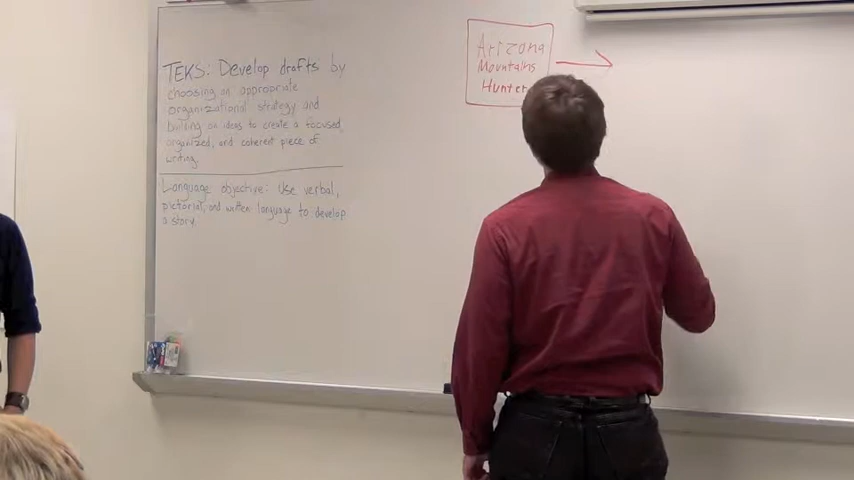 TEKS: Develop drafts by
choosing an appropriate
organizational strategy and
building on ideas to create a focused,
organized, and coherent piece of
writing.
Language objective: Use verbal,
pictorial, and written language to develop
a story.
Arizona
Mountains
Hunter